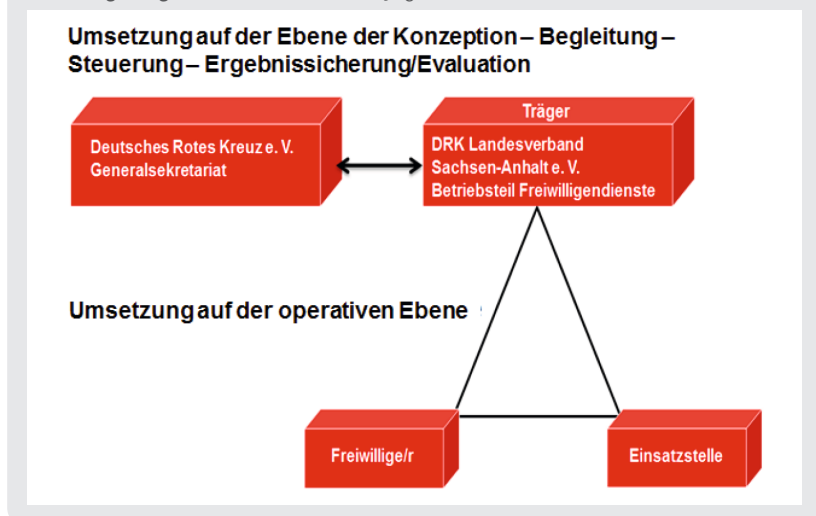 Umsetzung auf der Ebene der Konzeption – Begleitung –
Steuerung – Ergebnissicherung/Evaluation
Deutsches Rotes Kreuz e. V.
Generalsekretariat
Träger
DRK Landesverband
Sachsen-Anhalt e. V.
Betriebsteil Freiwilligendienste
Umsetzung auf der operativen Ebene
Freiwillige/r
Einsatzstelle